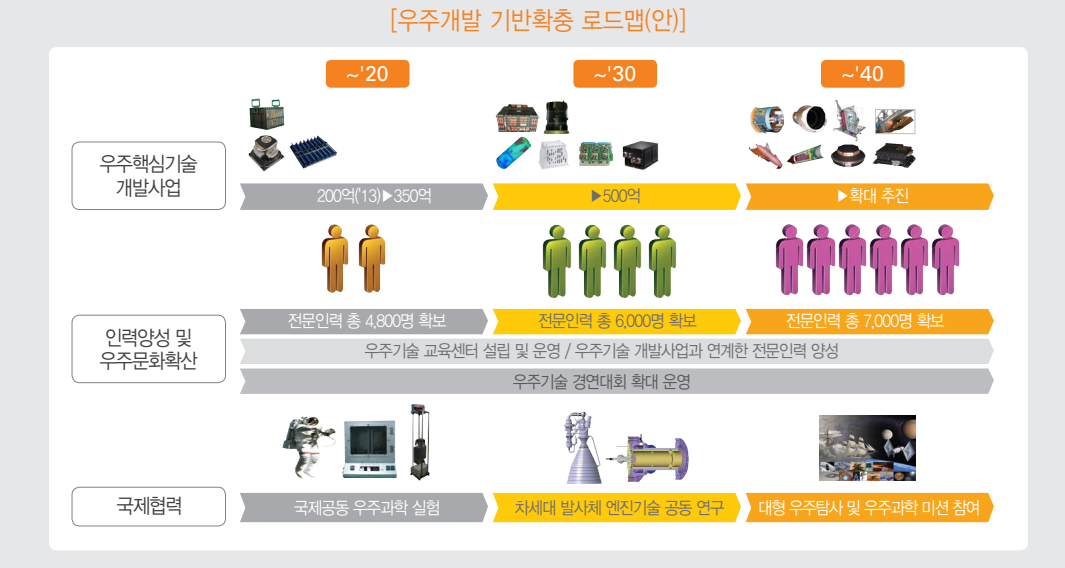 [우주개발 기반확충 로드맵(안)]
~'20
~'30
~'40
우주핵심기술
개발사업
200억('13)▶350억
▶500억
▶확대 추진
인력양성 및
우주문화확산
전문인력 총 4,800명 확보
전문인력 총 6,000명 확보
전문인력 총 7,000명 확보
우주기술 교육센터 설립 및 운영 / 우주기술 개발사업과 연계한 전문인력 양성
우주기술 경연대회 확대 운영
국제협력
국제공동 우주과학 실험
차세대 발사체 엔진기술 공동 연구
대형 우주탐사 및 우주과학 미션 참여